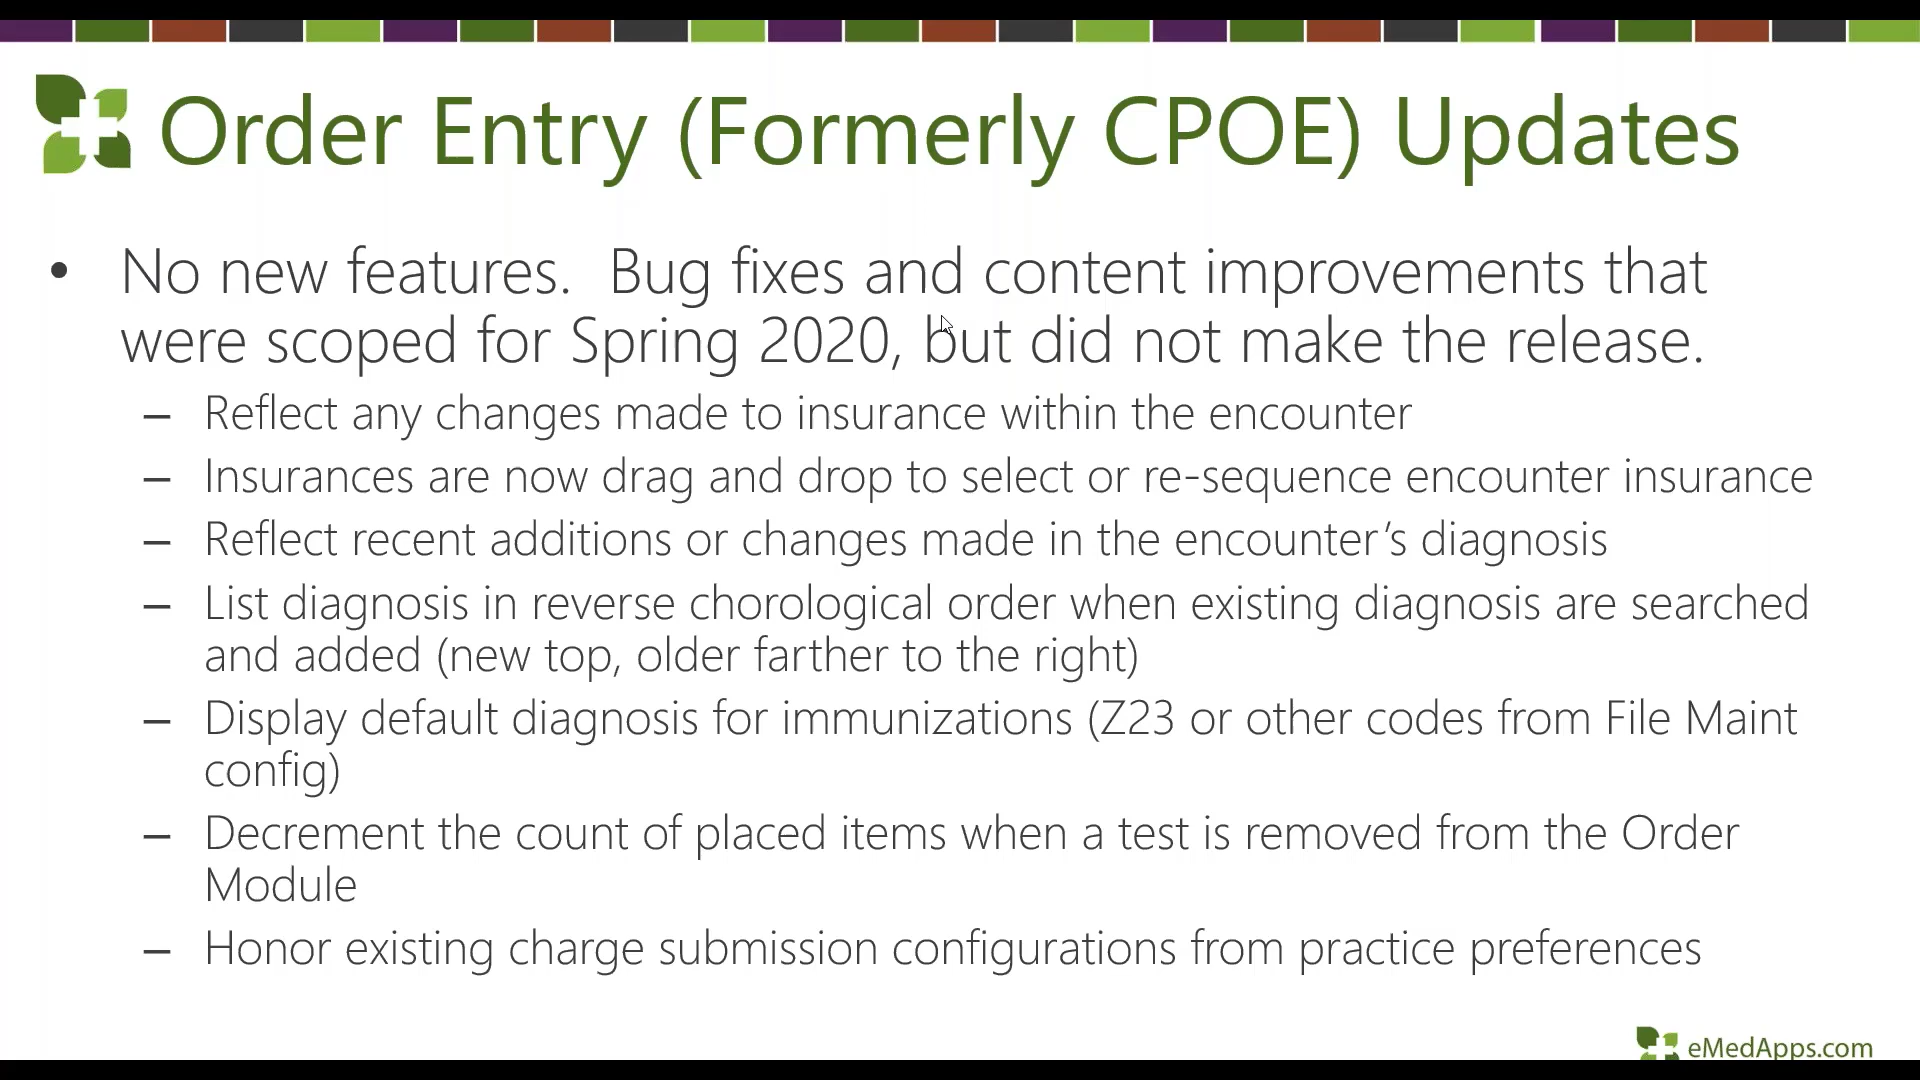 Order Entry (Formerly CPOE) Updates
• No new features.  Bug fixes and content improvements that
were scoped for Spring 2020, but did not make the release.
– Reflect any changes made to insurance within the encounter
– Insurances are now drag and drop to select or re-sequence encounter insurance
– Reflect recent additions or changes made in the encounter’s diagnosis
– List diagnosis in reverse chorological order when existing diagnosis are searched
and added (new top, older farther to the right)
– Display default diagnosis for immunizations (Z23 or other codes from File Maint
config)
– Decrement the count of placed items when a test is removed from the Order
Module
– Honor existing charge submission configurations from practice preferences
eMedApps.com